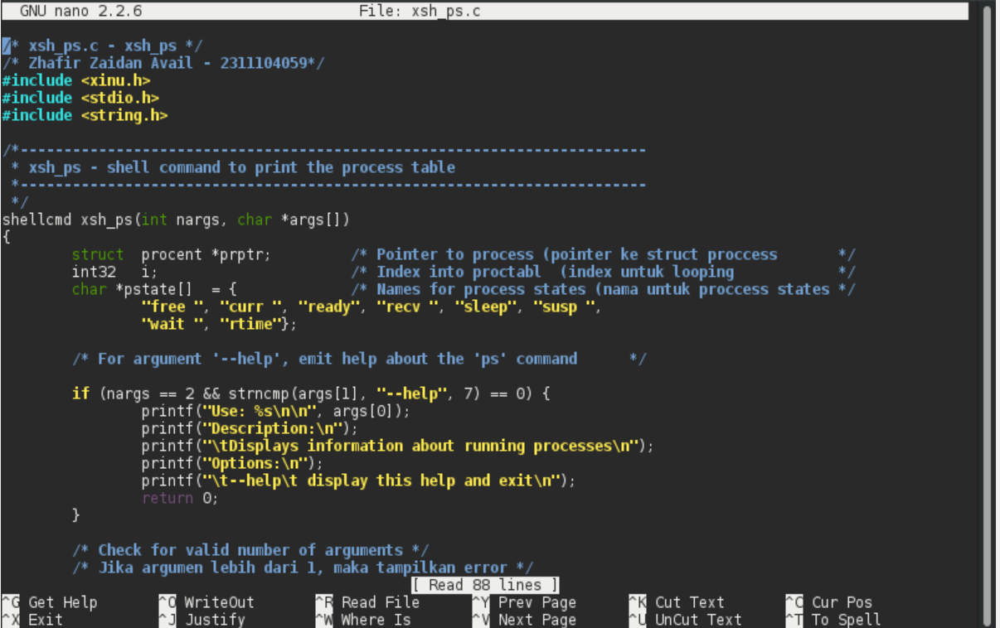 GNU nano 2.2.6 File: xsh_ps.c
/* xsh_ps.c - xsh_ps */
/* Zhafir Zaidan Avail - 2311104059*/
#include <xinu.h>
#include <stdio.h>
#include <string.h>
/*------------------------------------------------------------------------
 * xsh_ps - shell command to print the process table
 *------------------------------------------------------------------------
 */
shellcmd xsh_ps(int nargs, char *args[])
{
        struct  procent *prptr;         /* Pointer to process (pointer ke struct proccess       */
        int32   i;                      /* Index into proctabl  (index untuk looping            */
        char *pstate[]  = {             /* Names for process states (nama untuk proccess states */
                "free ", "curr ", "ready", "recv ", "sleep", "susp ",
                "wait ", "rtime"};
        /* For argument '--help', emit help about the 'ps' command      */
        if (nargs == 2 && strncmp(args[1], "--help", 7) == 0) {
                printf("Use: %s\n\n", args[0]);
                printf("Description:\n");
                printf("\tDisplays information about running processes\n");
                printf("Options:\n");
                printf("\t--help\t display this help and exit\n");
                return 0;
        }
        /* Check for valid number of arguments */
        /* Jika argumen lebih dari 1, maka tampilkan error */
[ Read 88 lines ]
^G Get Help ^O WriteOut ^R Read File ^Y Prev Page ^K Cut Text ^C Cur Pos
^X Exit ^J Justify ^W Where Is ^V Next Page ^U UnCut Text ^T To Spell